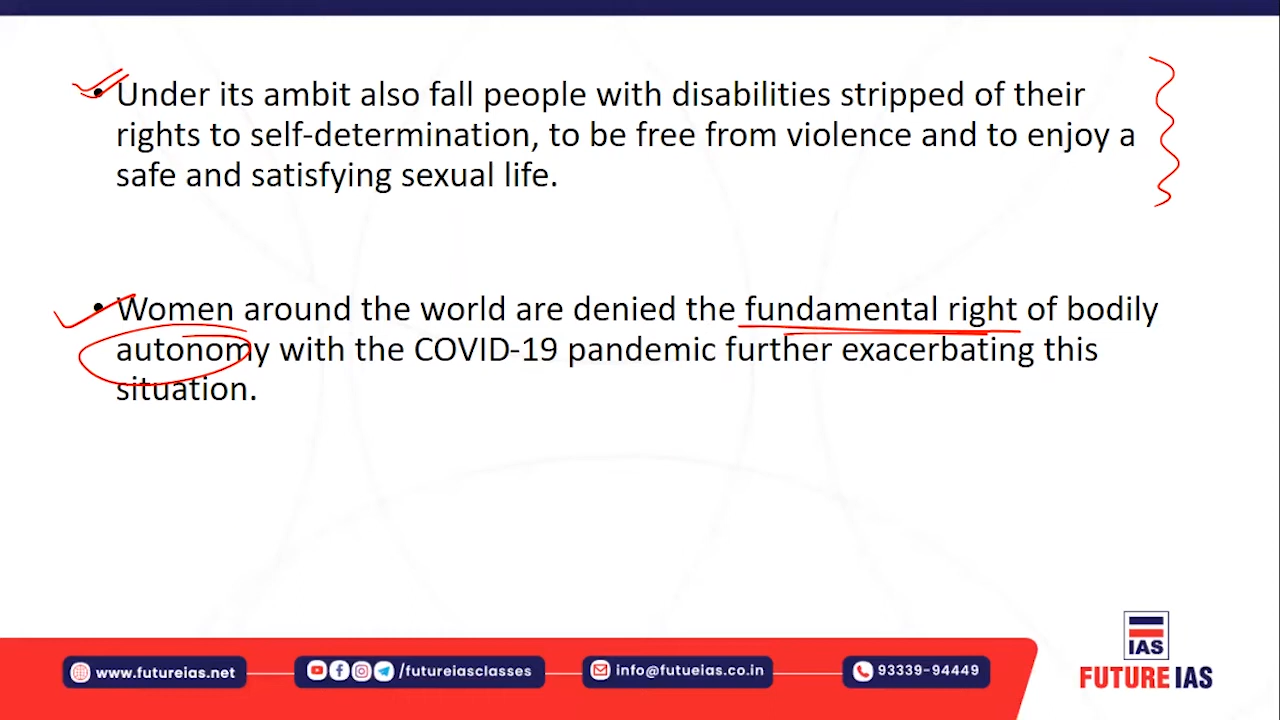 • Under its ambit also fall people with disabilities stripped of their
rights to self-determination, to be free from violence and to enjoy a
safe and satisfying sexual life.
• Women around the world are denied the fundamental right of bodily
autonomy with the COVID-19 pandemic further exacerbating this
situation.
www.futureias.net
/futureiasclasses
info@futueias.co.in
93339-94449
IAS
FUTURE IAS